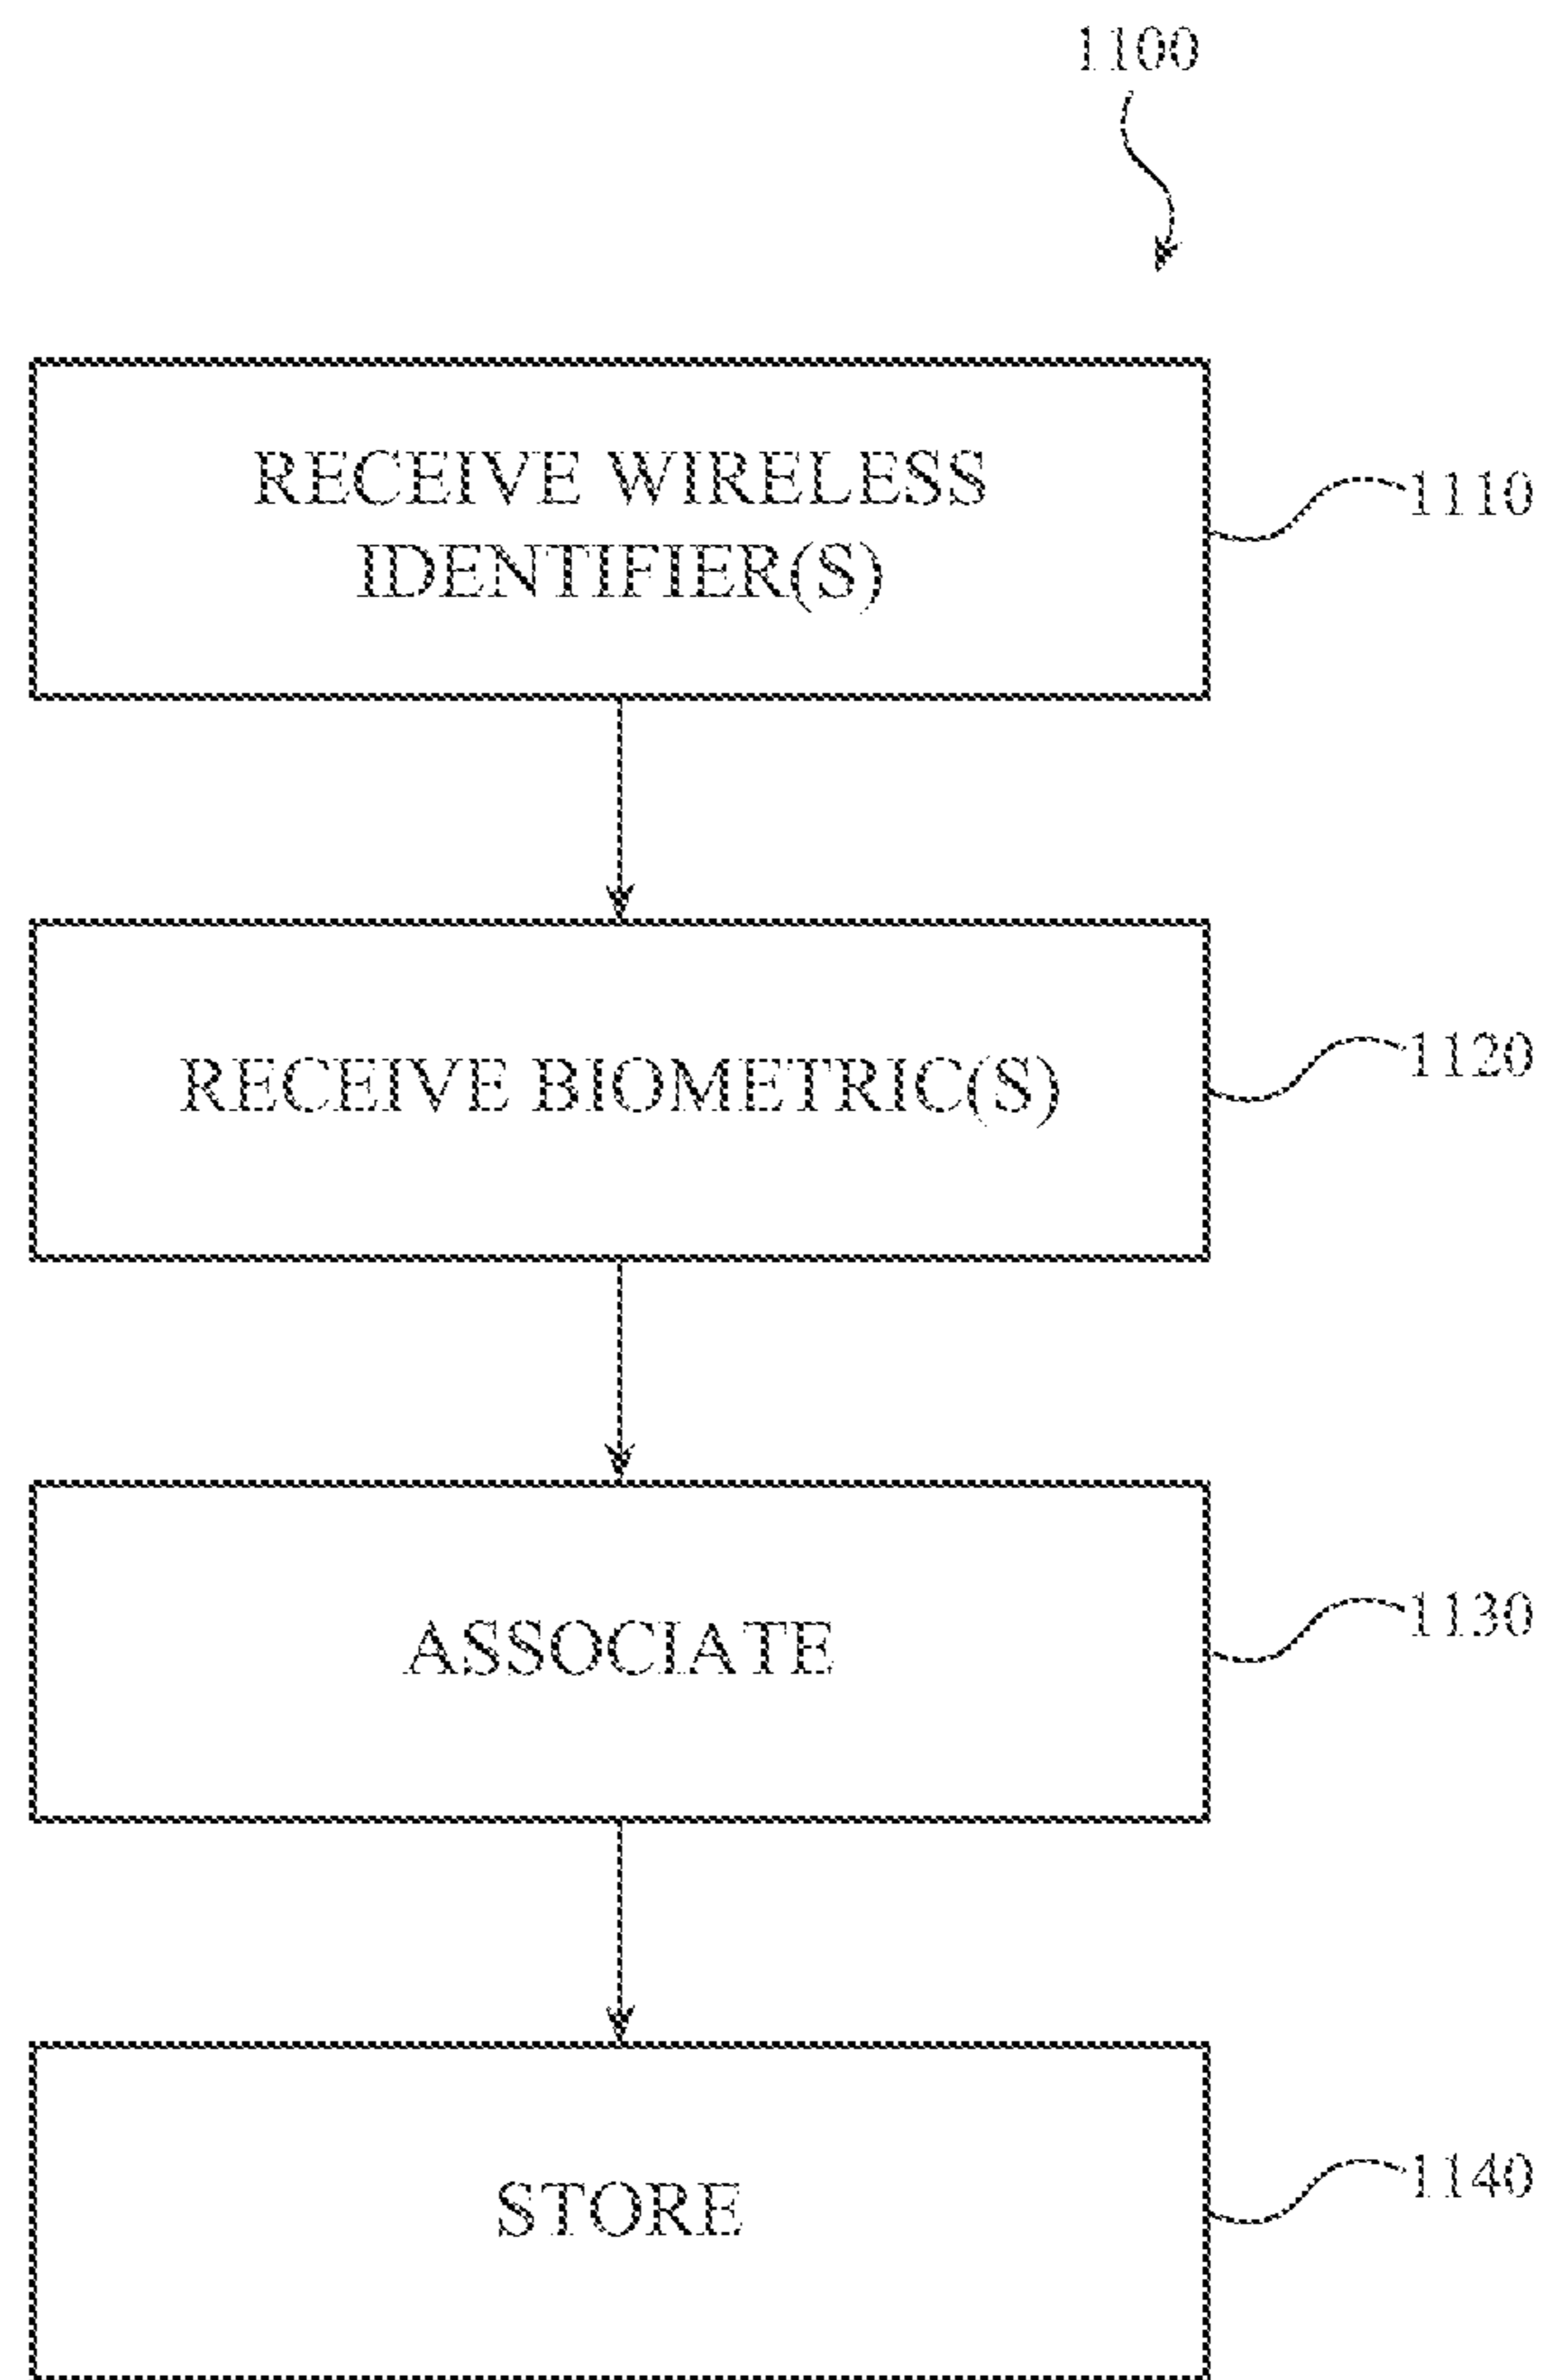 1100
RECEIVE WIRELESS
IDENTIFIER(S)
1110
RECEIVE BIOMETRIC(S)
1120
ASSOCIATE
1130
STORE
1140